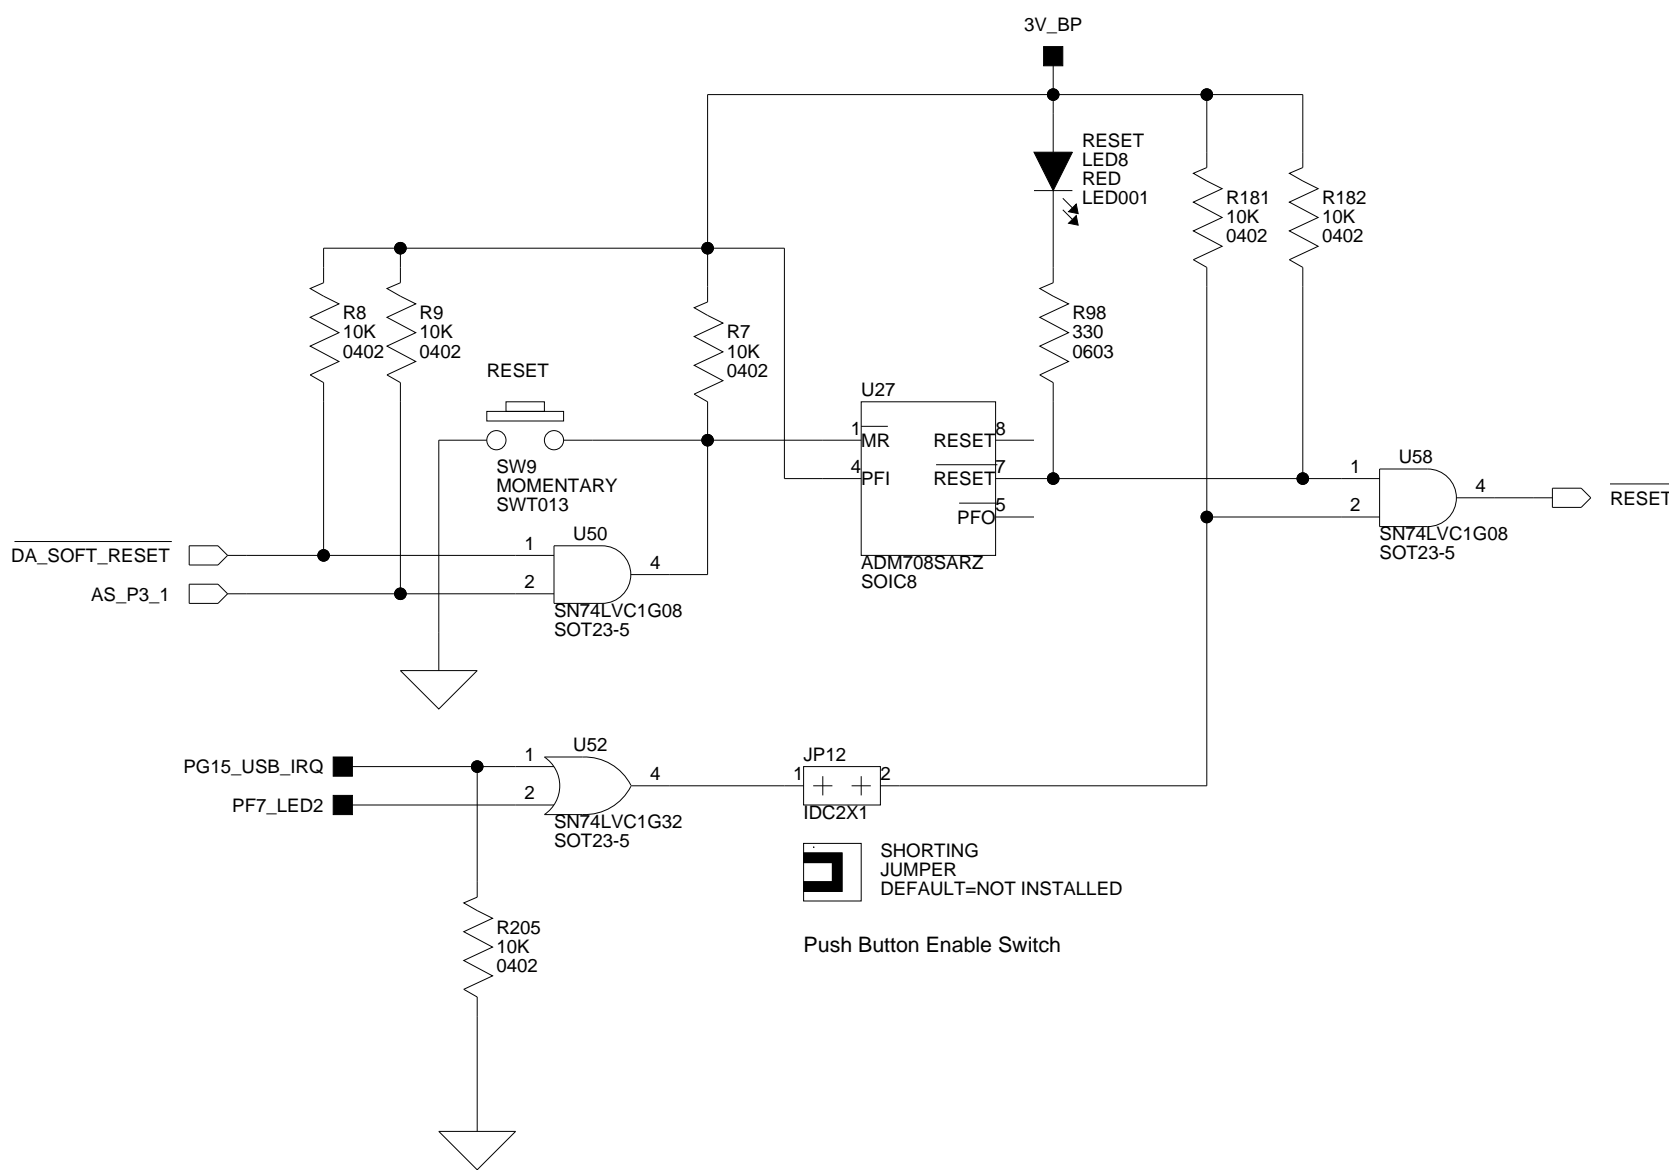 3V_BP
RESET
LED8
RED
LED001
R181
10K
0402
R182
10K
0402
R8
10K
0402
R9
10K
0402
R7
10K
0402
R98
330
0603
RESET
SW9
MOMENTARY
SWT013
U27
1
MR
4
PFI
RESET
8
RESET
7
PFO
5
ADM708SARZ
SOIC8
U58
1
2
4
SN74LVC1G08
SOT23-5
RESET
DA_SOFT_RESET
AS_P3_1
U50
1
2
4
SN74LVC1G08
SOT23-5
PG15_USB_IRQ
PF7_LED2
U52
1
2
4
SN74LVC1G32
SOT23-5
JP12
1
2
IDC2X1
SHORTING
JUMPER
DEFAULT=NOT INSTALLED
R205
10K
0402
Push Button Enable Switch